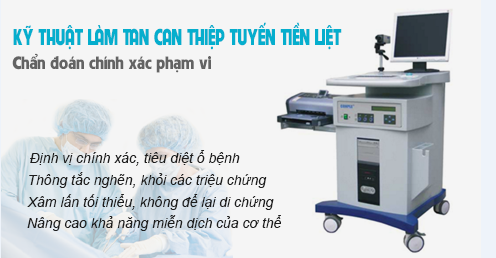 KỸ THUẬT LÀM TAN CAN THIỆP TUYẾN TIỀN LIỆT
Chẩn đoán chính xác phạm vi
Định vị chính xác, tiêu diệt ổ bệnh
Thông tắc nghẽn, khỏi các triệu chứng
Xâm lấn tối thiểu, không để lại di chứng
Nâng cao khả năng miễn dịch của cơ thể